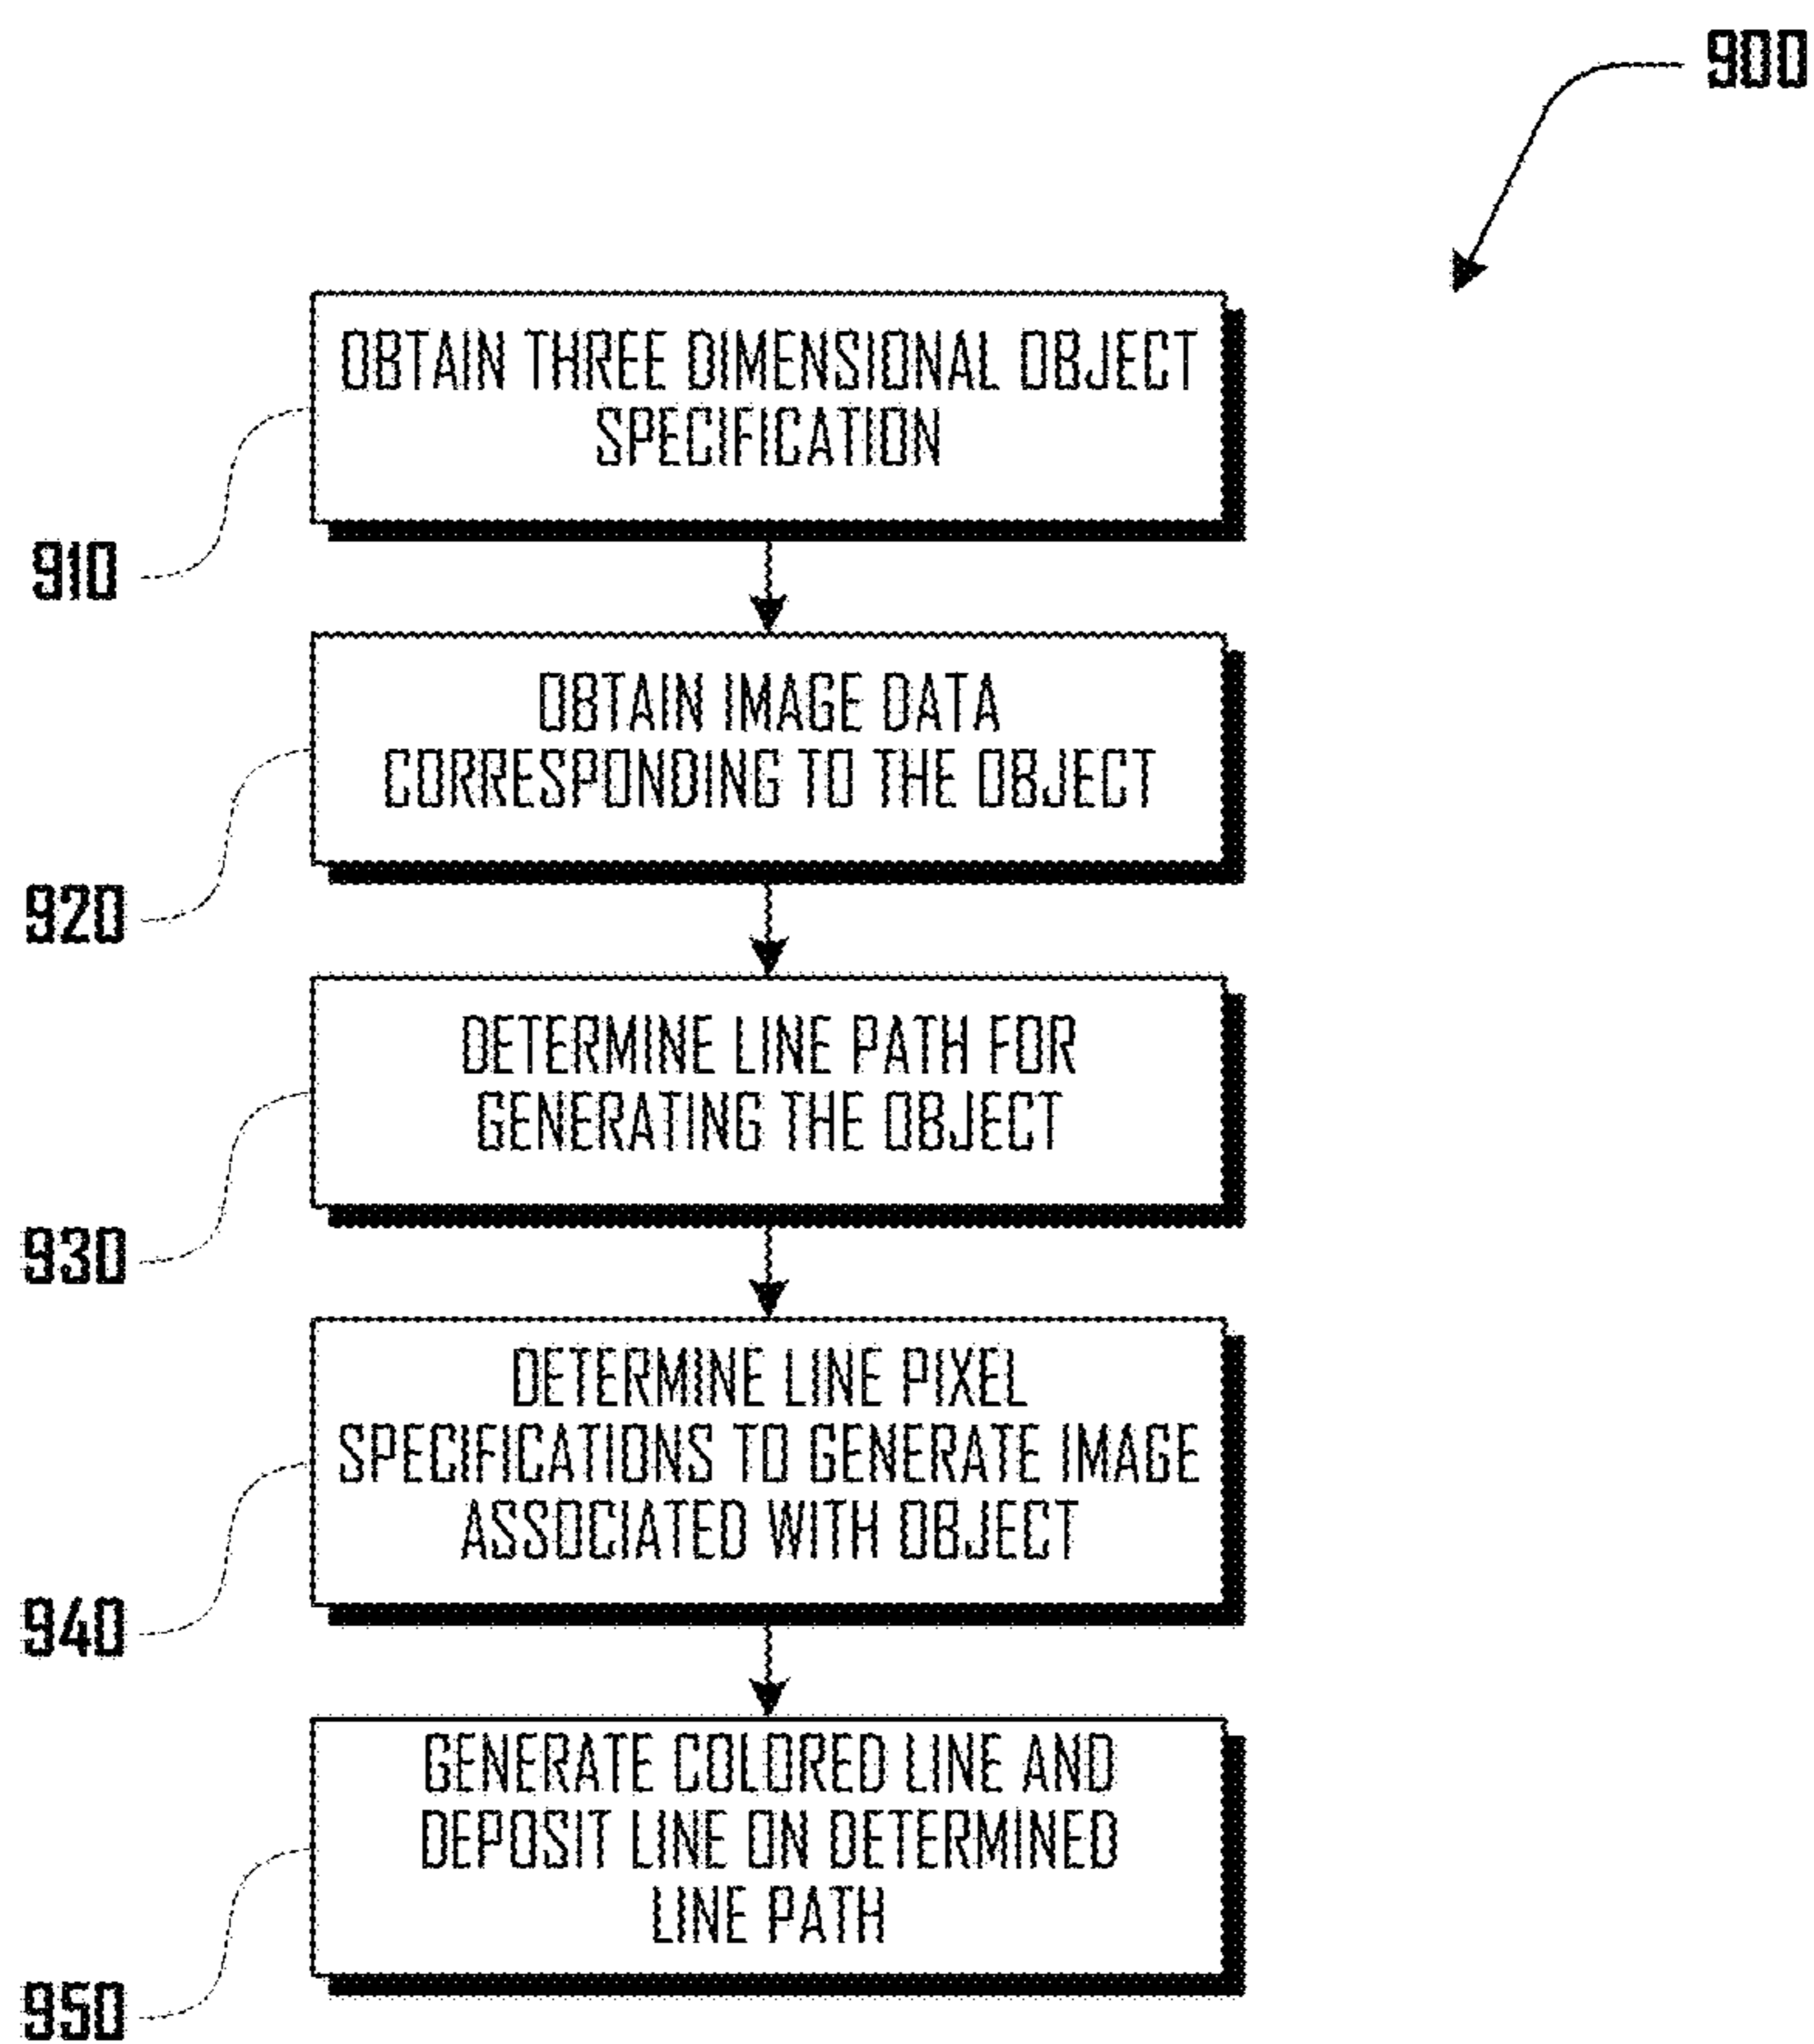 900
OBTAIN THREE DIMENSIONAL OBJECT
SPECIFICATION
910
OBTAIN IMAGE DATA
CORRESPONDING TO THE OBJECT
920
DETERMINE LINE PATH FOR
GENERATING THE OBJECT
930
DETERMINE LINE PIXEL
SPECIFICATIONS TO GENERATE IMAGE
ASSOCIATED WITH OBJECT
940
GENERATE COLORED LINE AND
DEPOSIT LINE ON DETERMINED
LINE PATH
950